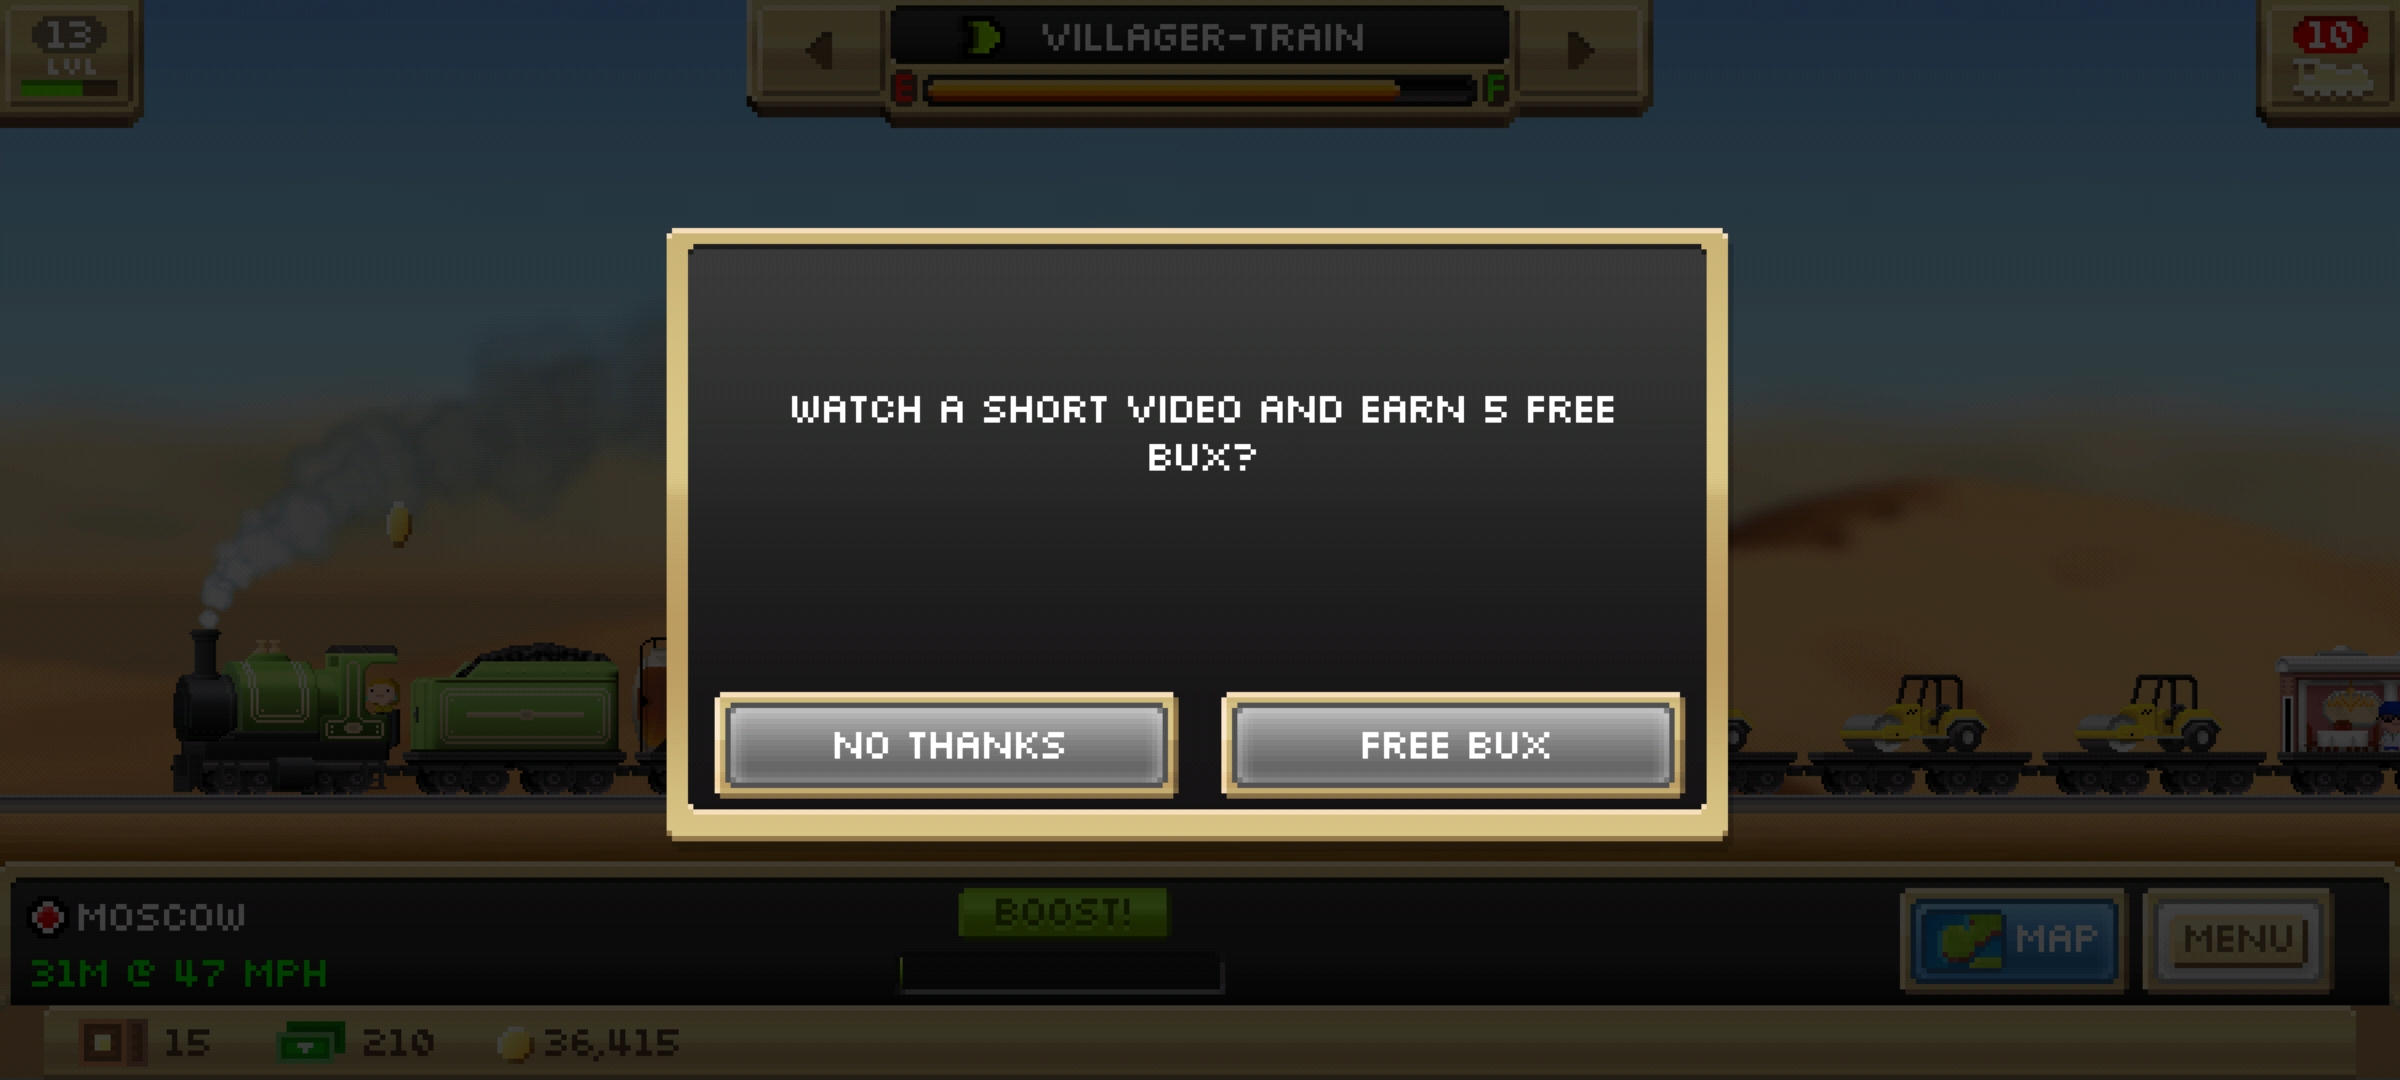 13
LVL
VILLAGER-TRAIN
E F
10
WATCH A SHORT VIDEO AND EARN 5 FREE
BUX?
NO THANKS
FREE BUX
MOSCOW
31M @ 47 MPH
BOOST!
MAP
MENU
15
210
36,415